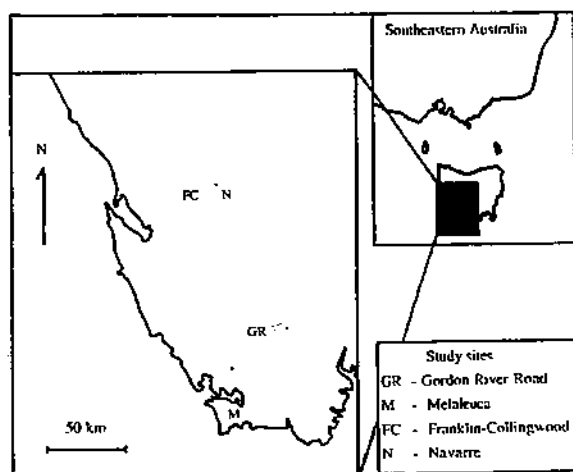 Southeastern Australia
N
FC N
GR
M
50 km
Study sites
GR - Gordon River Road
M - Melaleuca
FC - Franklin-Collingwood
N - Navarre